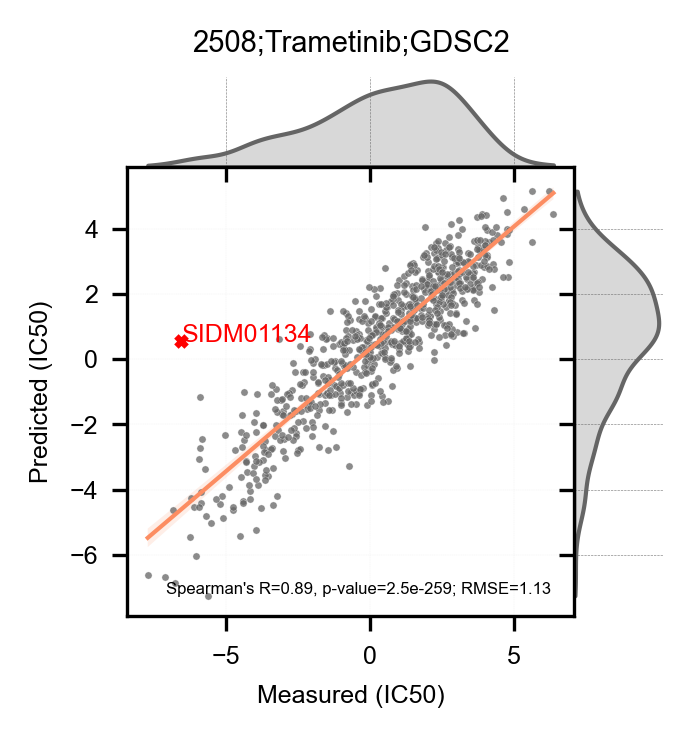 2508;Trametinib;GDSC2
4
2
0
−2
−4
−6
Predicted (IC50)
SIDM01134
Spearman's R=0.89, p-value=2.5e-259; RMSE=1.13
−5 0 5
Measured (IC50)